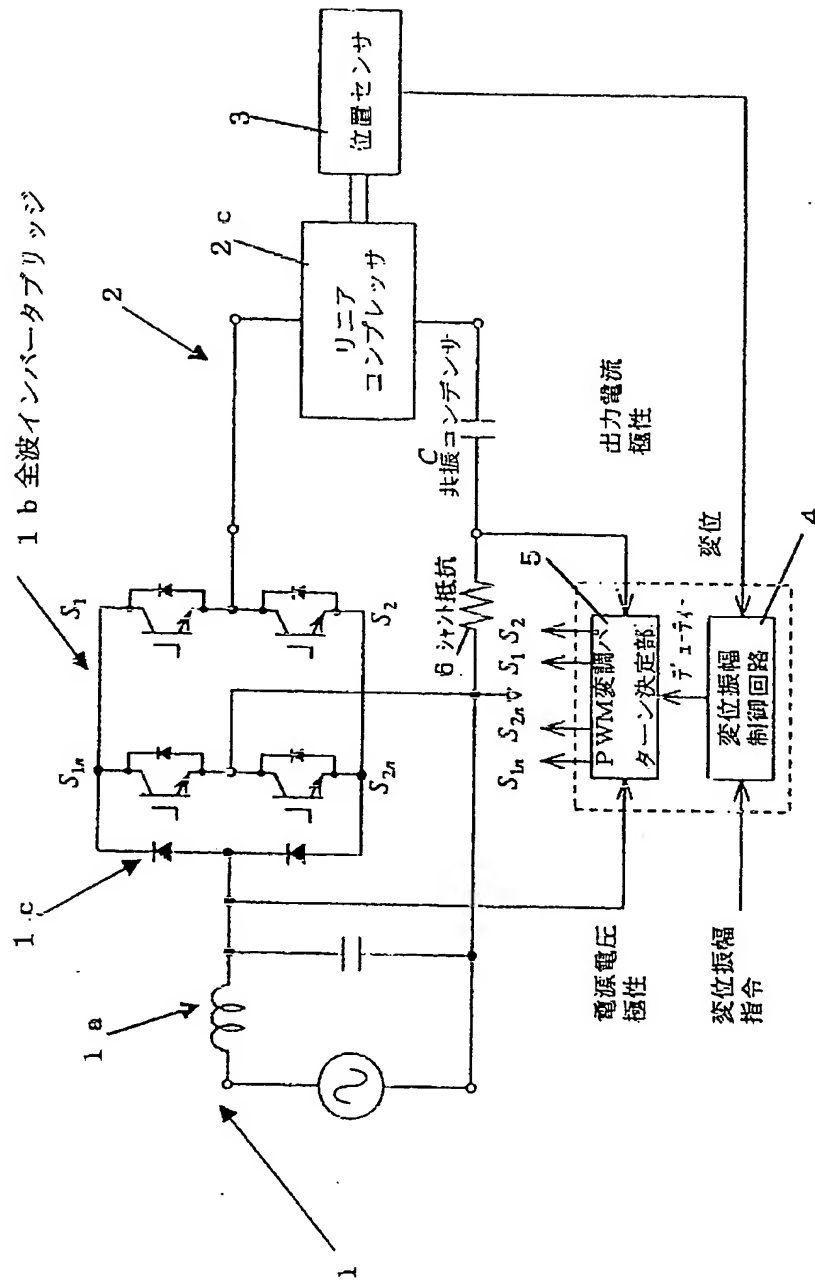 1
1 a
1 c
1 b 全波インバータブリッジ
S1n
S2n
S1
S2
2
リニア
コンプレッサ
2 c
位置センサ
3
C
共振コンデンサ
6 シャント抵抗
出力電流
極性
変位
S1n
S2n
S1
S2
5
PWM変調パ
ターン決定部
デューティー
変位振幅
制御回路
4
電源電圧
極性
変位振幅
指令